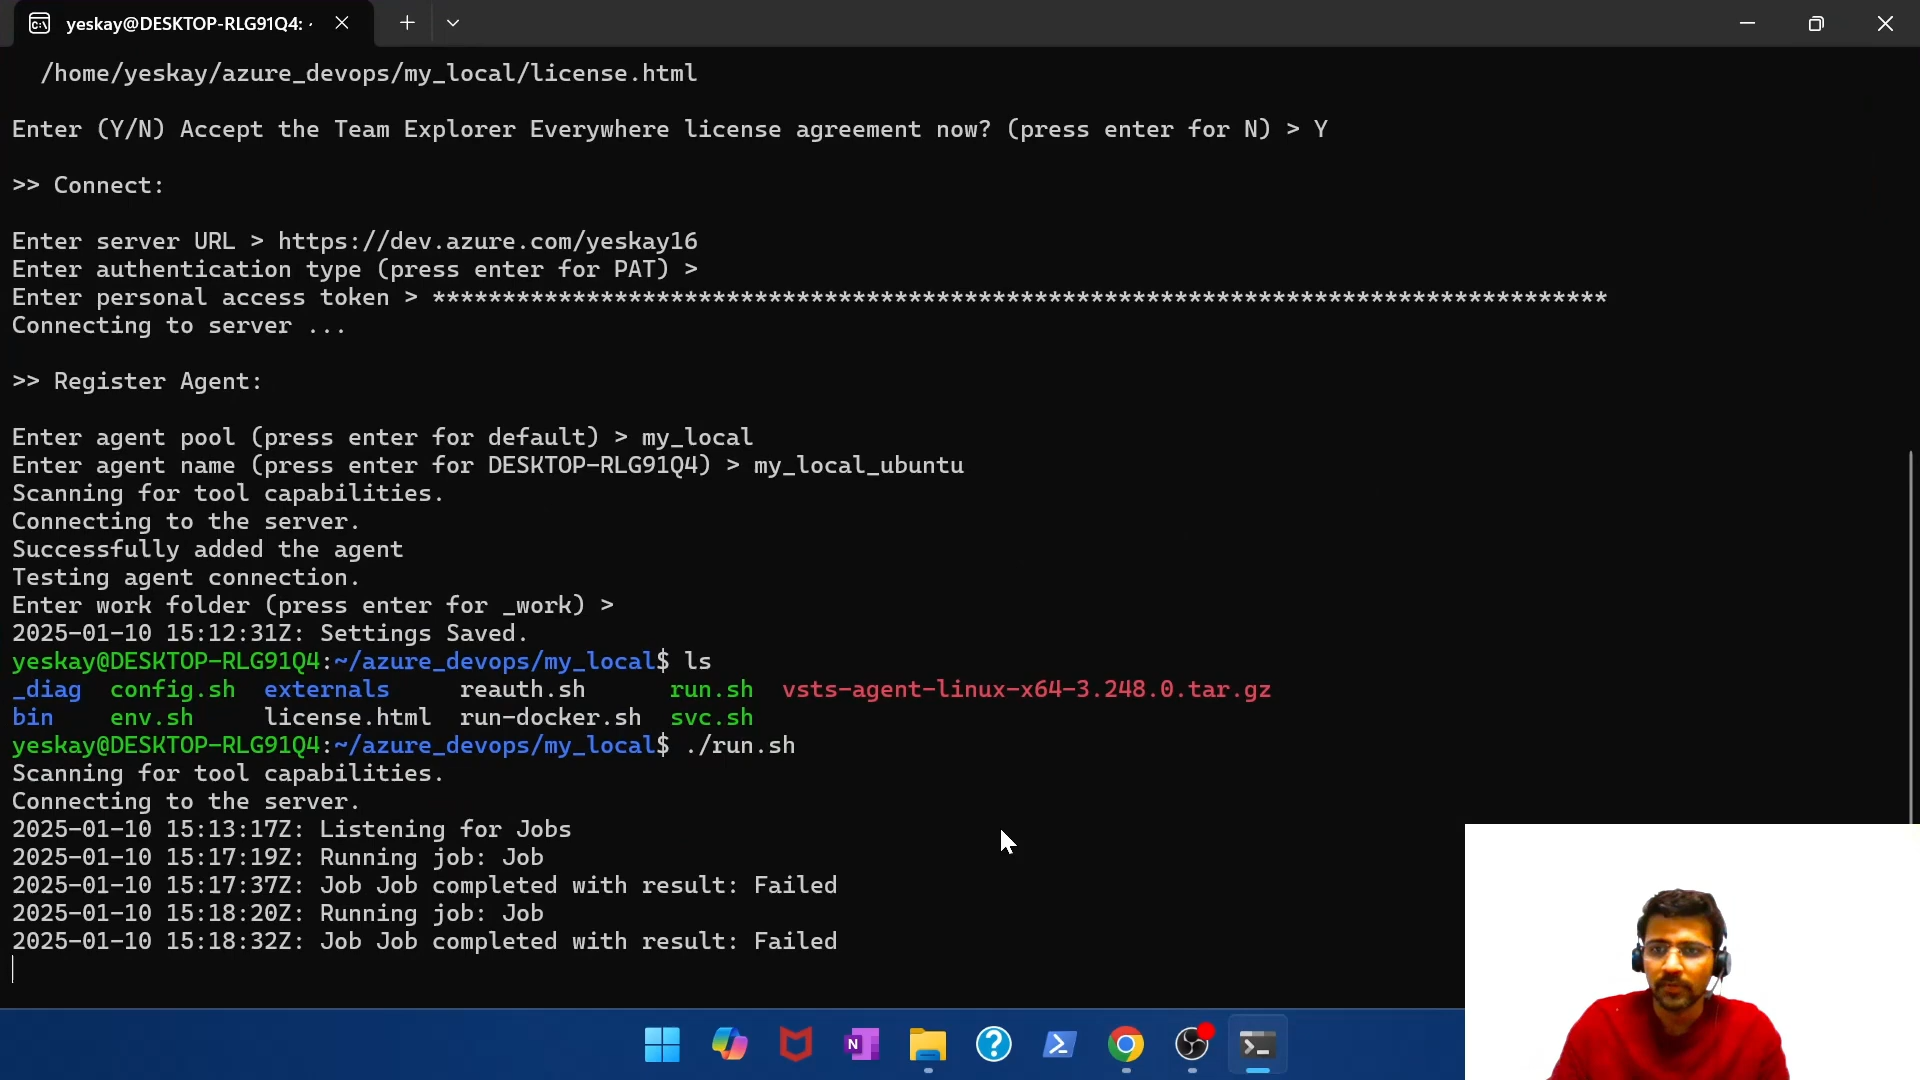 yeskay@DESKTOP-RLG91Q4: ·
/home/yeskay/azure_devops/my_local/license.html
Enter (Y/N) Accept the Team Explorer Everywhere license agreement now? (press enter for N) > Y
>> Connect:
Enter server URL > https://dev.azure.com/yeskay16
Enter authentication type (press enter for PAT) >
Enter personal access token > ************************************************************************************
Connecting to server ...
>> Register Agent:
Enter agent pool (press enter for default) > my_local
Enter agent name (press enter for DESKTOP-RLG91Q4) > my_local_ubuntu
Scanning for tool capabilities.
Connecting to the server.
Successfully added the agent
Testing agent connection.
Enter work folder (press enter for _work) >
2025-01-10 15:12:31Z: Settings Saved.
yeskay@DESKTOP-RLG91Q4:~/azure_devops/my_local$ ls
_diag config.sh externals reauth.sh run.sh vsts-agent-linux-x64-3.248.0.tar.gz
bin env.sh license.html run-docker.sh svc.sh
yeskay@DESKTOP-RLG91Q4:~/azure_devops/my_local$ ./run.sh
Scanning for tool capabilities.
Connecting to the server.
2025-01-10 15:13:17Z: Listening for Jobs
2025-01-10 15:17:19Z: Running job: Job
2025-01-10 15:17:37Z: Job Job completed with result: Failed
2025-01-10 15:18:20Z: Running job: Job
2025-01-10 15:18:32Z: Job Job completed with result: Failed